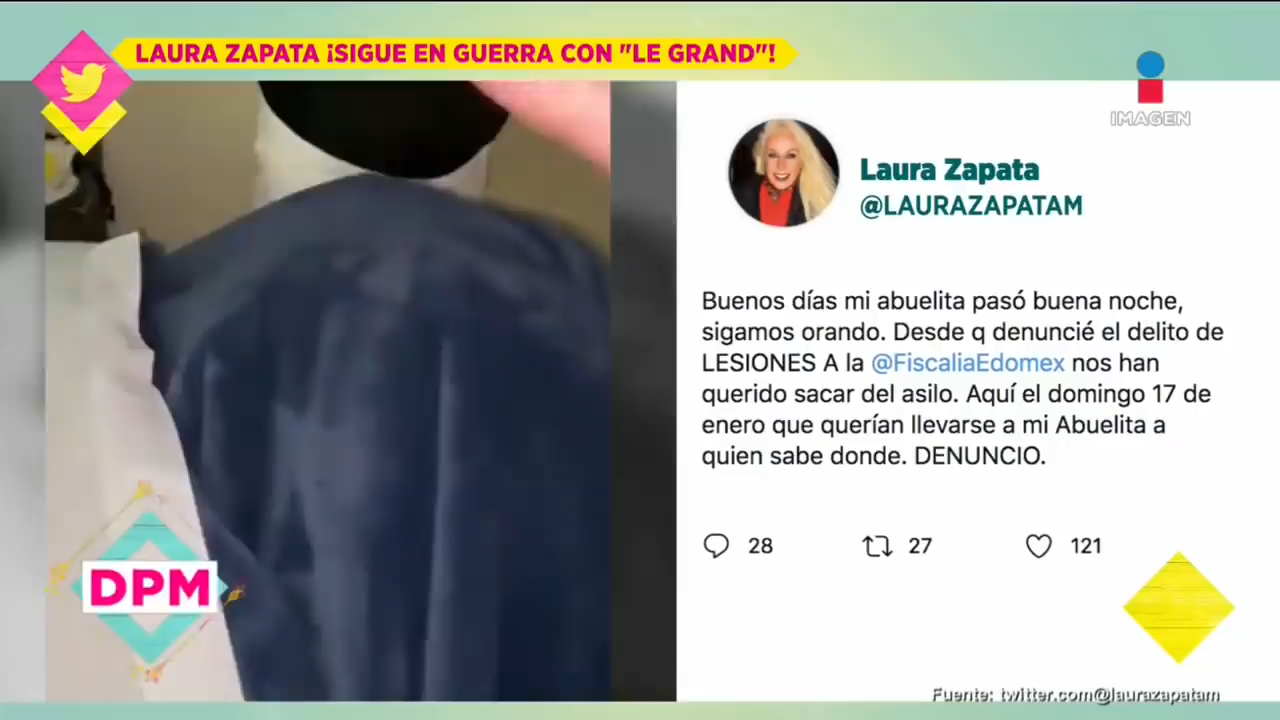 LAURA ZAPATA ¡SIGUE EN GUERRA CON "LE GRAND"!
IMAGEN
Laura Zapata
@LAURAZAPATAM
Buenos días mi abuelita pasó buena noche,
sigamos orando. Desde q denuncié el delito de
LESIONES A la @FiscaliaEdomex nos han
querido sacar del asilo. Aquí el domingo 17 de
enero que querían llevarse a mi Abuelita a
quien sabe donde. DENUNCIO.
28 27 121
DPM
Fuente: twitter.com@laurazapatam